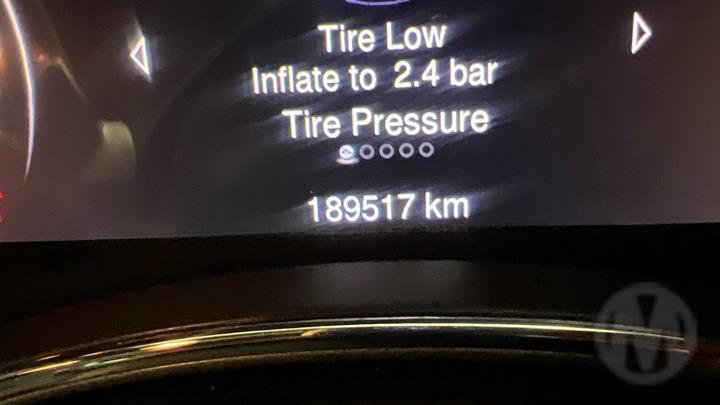 Tire Low
Inflate to 2.4 bar
Tire Pressure
189517 km